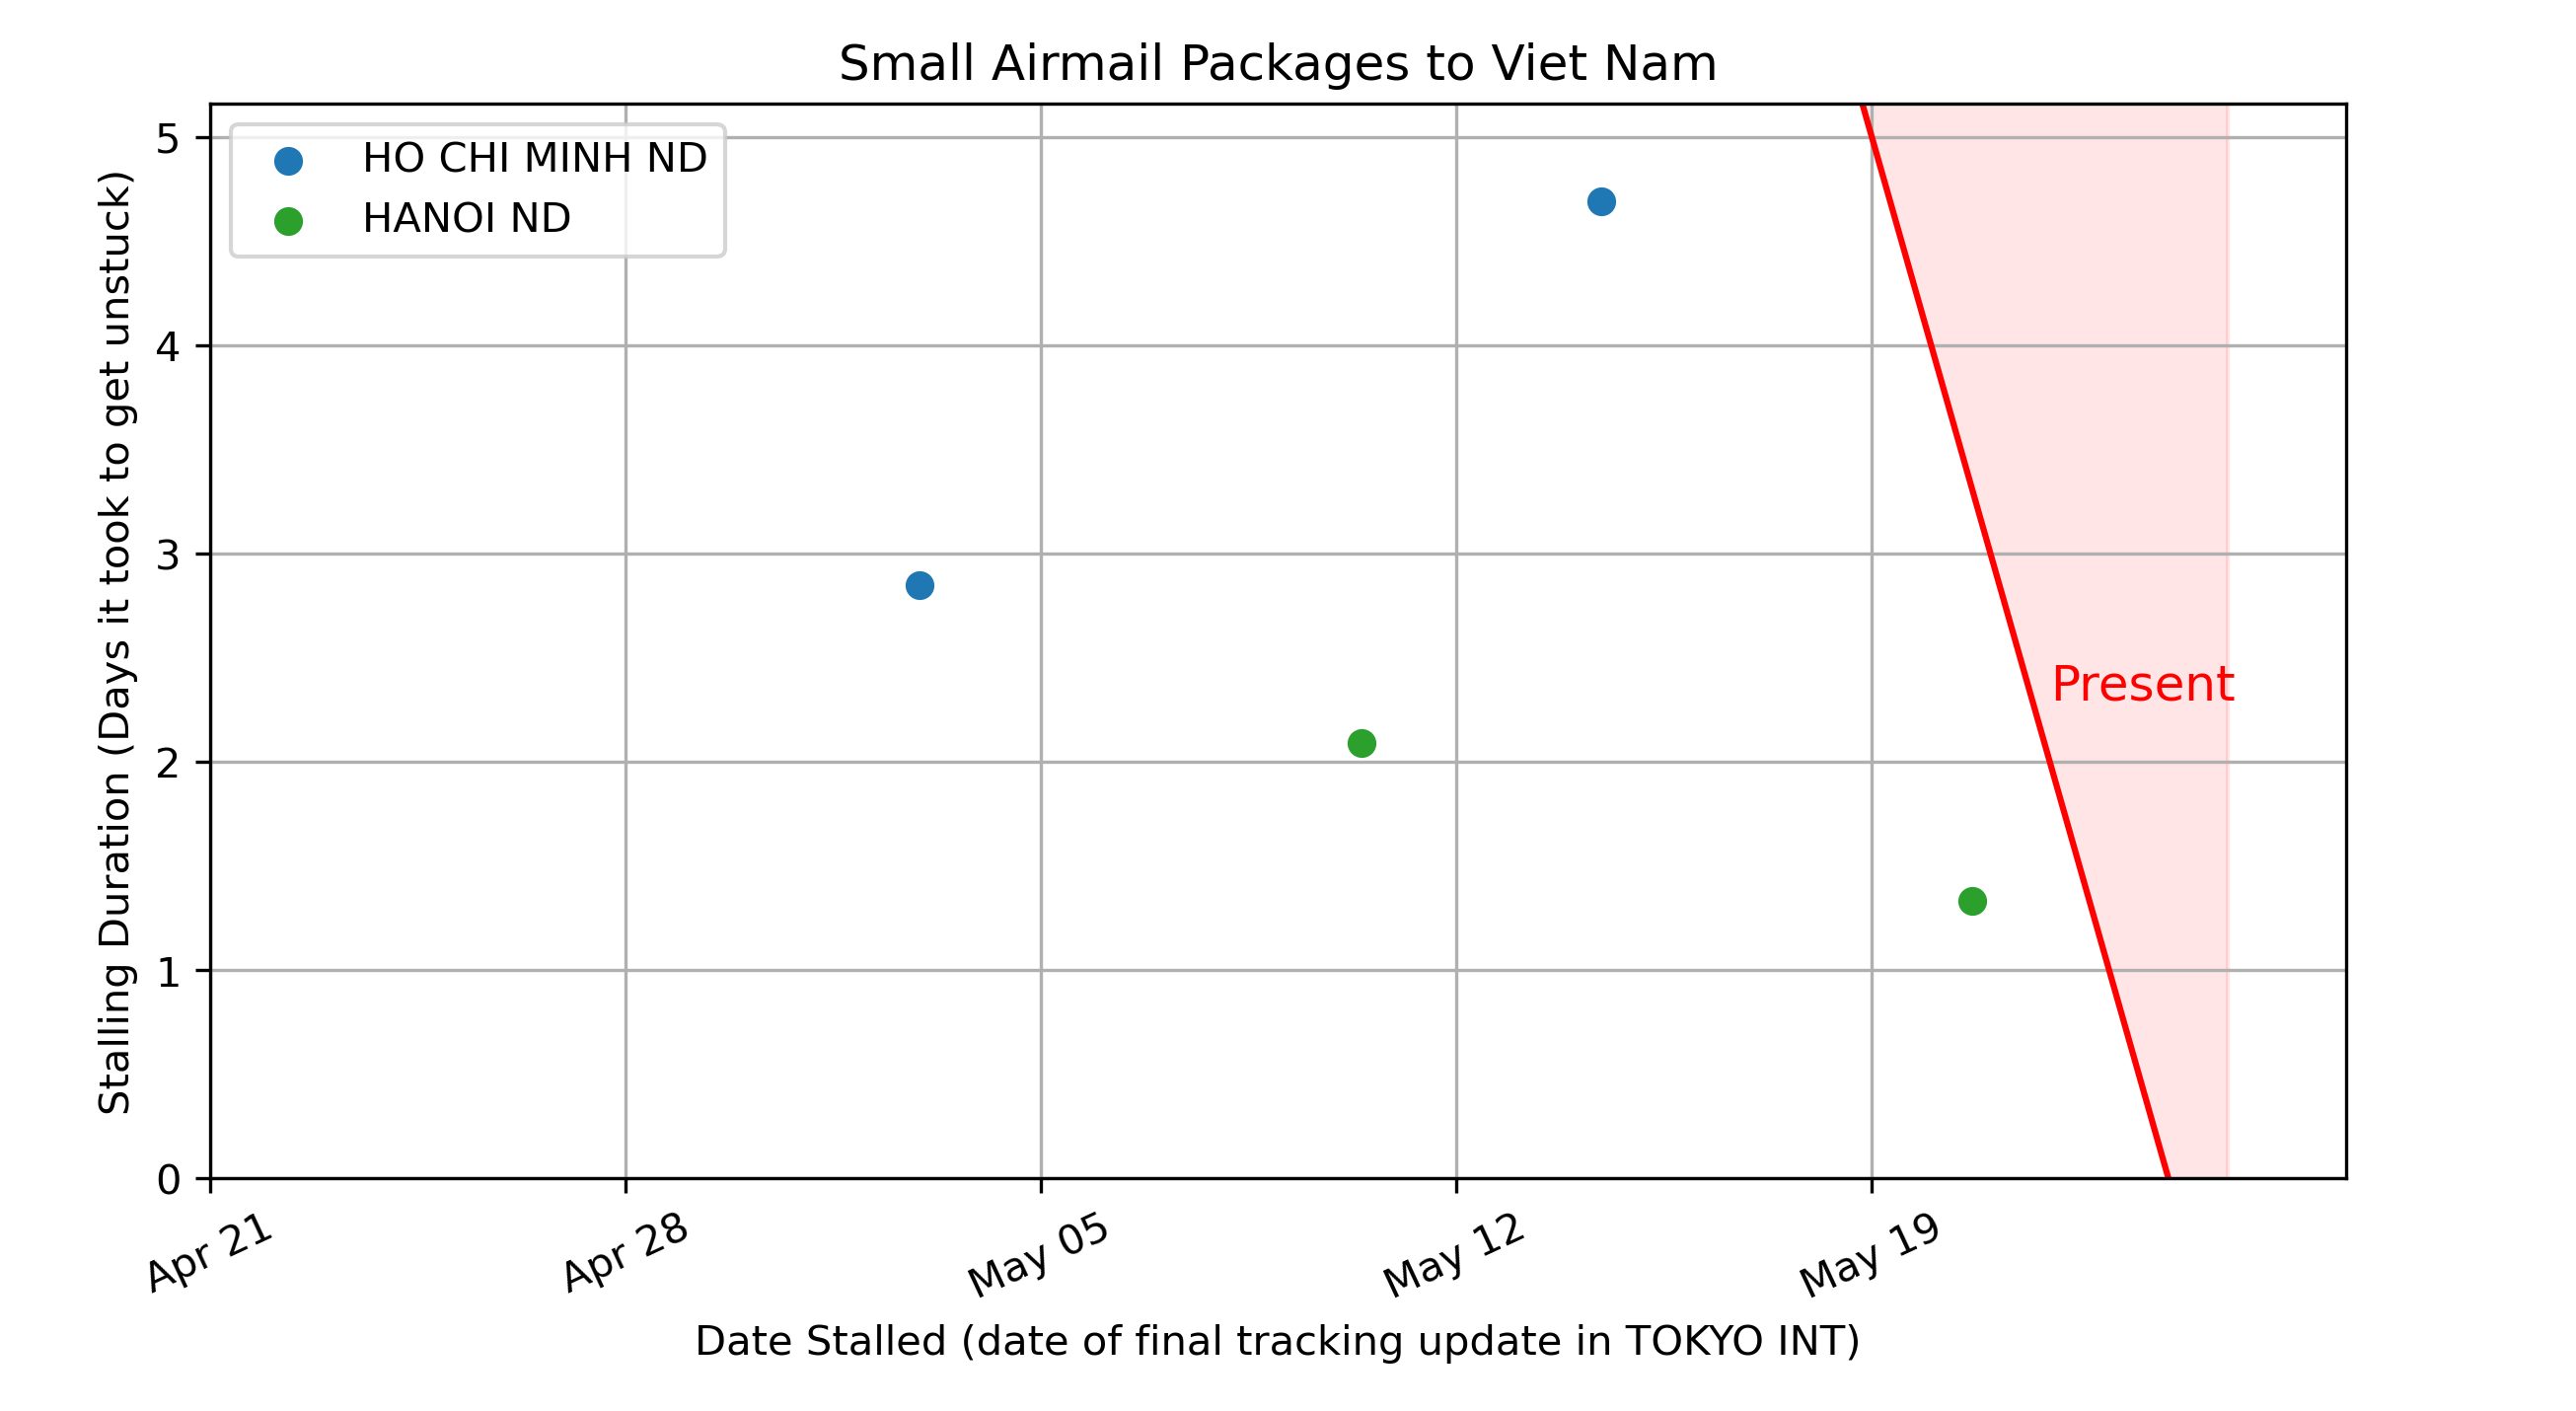 Small Airmail Packages to Viet Nam
HO CHI MINH ND
HANOI ND
Stalling Duration (Days it took to get unstuck)
5
4
3
2
1
0
Present
Apr 21
Apr 28
May 05
May 12
May 19
Date Stalled (date of final tracking update in TOKYO INT)